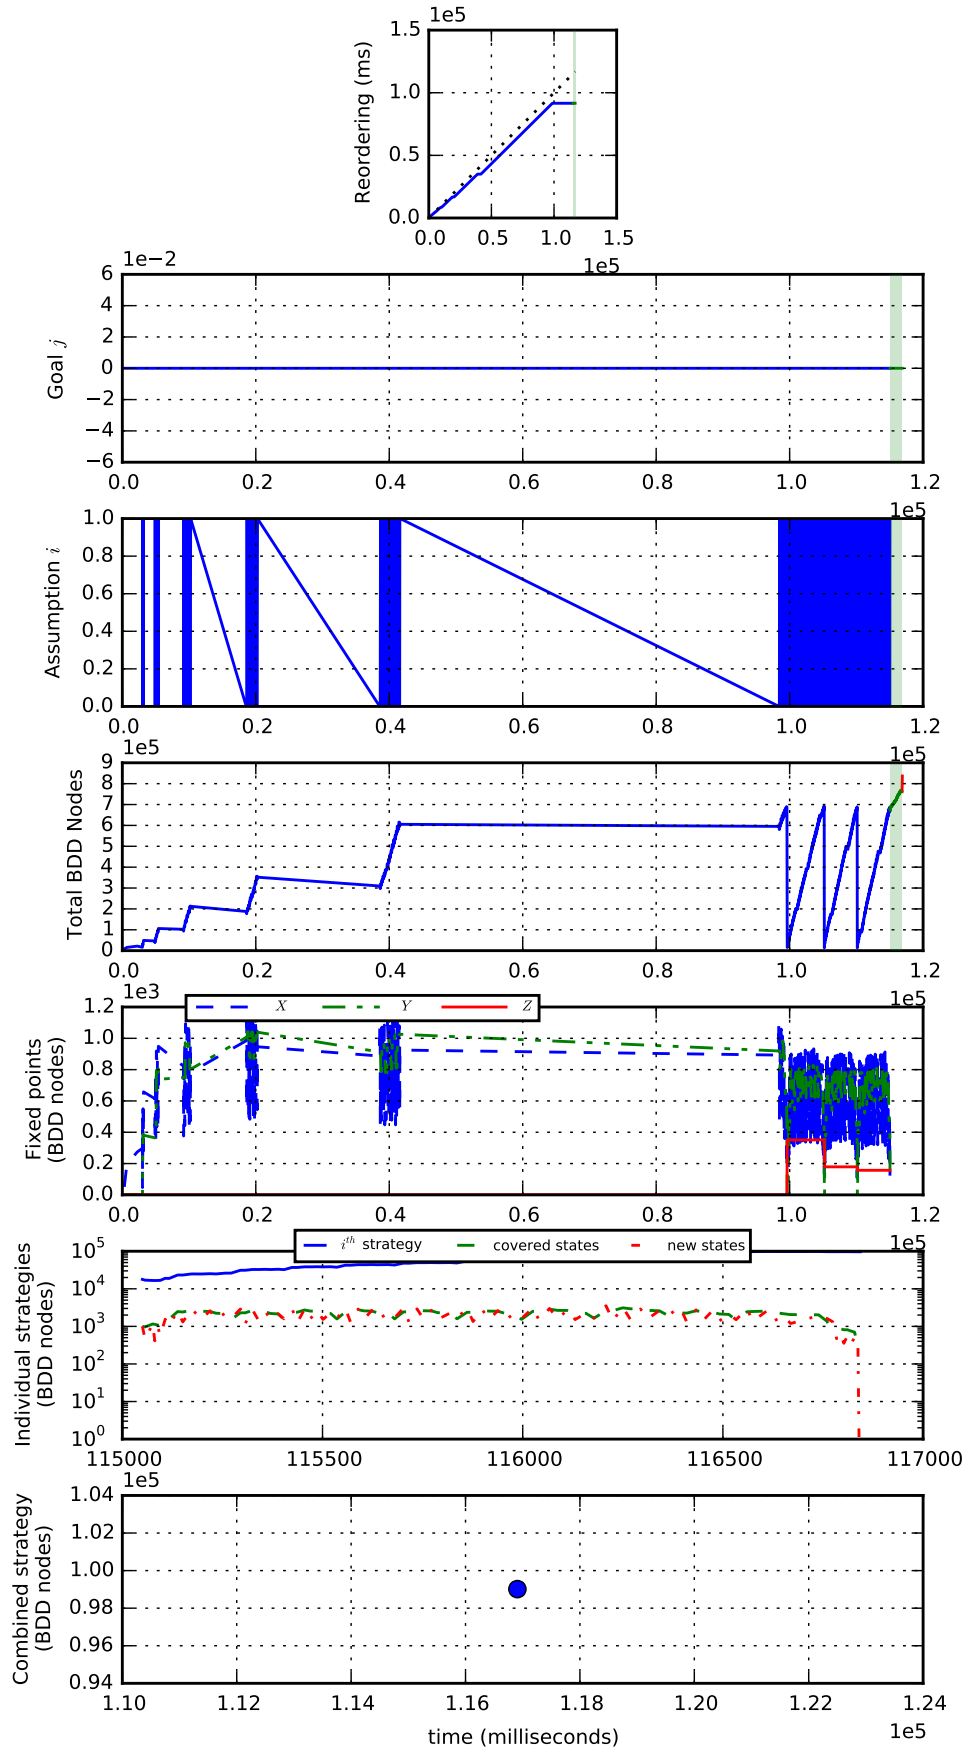 1e5
1.5
1.0
0.5
0.0
Reordering (ms)
0.0 0.5 1.0 1.5
1e5
1e−2
6
4
2
0
−2
−4
−6
Goal j
0.0 0.2 0.4 0.6 0.8 1.0 1.2
1e5
1.0
0.8
0.6
0.4
0.2
0.0
Assumption i
0.0 0.2 0.4 0.6 0.8 1.0 1.2
1e5
1e5
9
8
7
6
5
4
3
2
1
0
Total BDD Nodes
0.0 0.2 0.4 0.6 0.8 1.0 1.2
1e5
1e3
X Y Z
1.2
1.0
0.8
0.6
0.4
0.2
0.0
Fixed points
(BDD nodes)
0.0 0.2 0.4 0.6 0.8 1.0 1.2
1e5
i^th strategy covered states new states
10^5
10^4
10^3
10^2
10^1
10^0
Individual strategies
(BDD nodes)
115000 115500 116000 116500 117000
1e5
1.04
1.02
1.00
0.98
0.96
0.94
Combined strategy
(BDD nodes)
1.10 1.12 1.14 1.16 1.18 1.20 1.22 1.24
1e5
time (milliseconds)